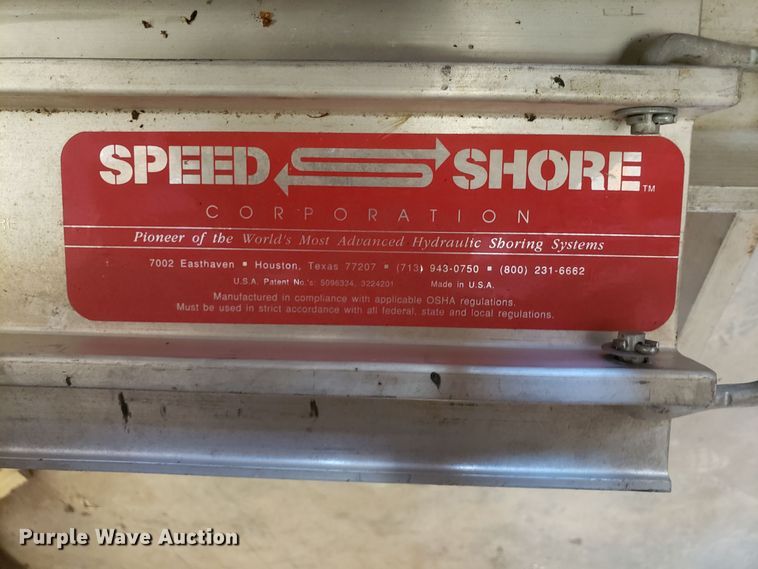 SPEED SHORE TM
CORPORATION
Pioneer of the World's Most Advanced Hydraulic Shoring Systems
7002 Easthaven ▪ Houston, Texas 77207 ▪ (713) 943-0750 ▪ (800) 231-6662
U.S.A. Patent No.'s: 5096334, 3224201 Made in U.S.A.
Manufactured in compliance with applicable OSHA regulations.
Must be used in strict accordance with all federal, state and local regulations.
Purple Wave Auction